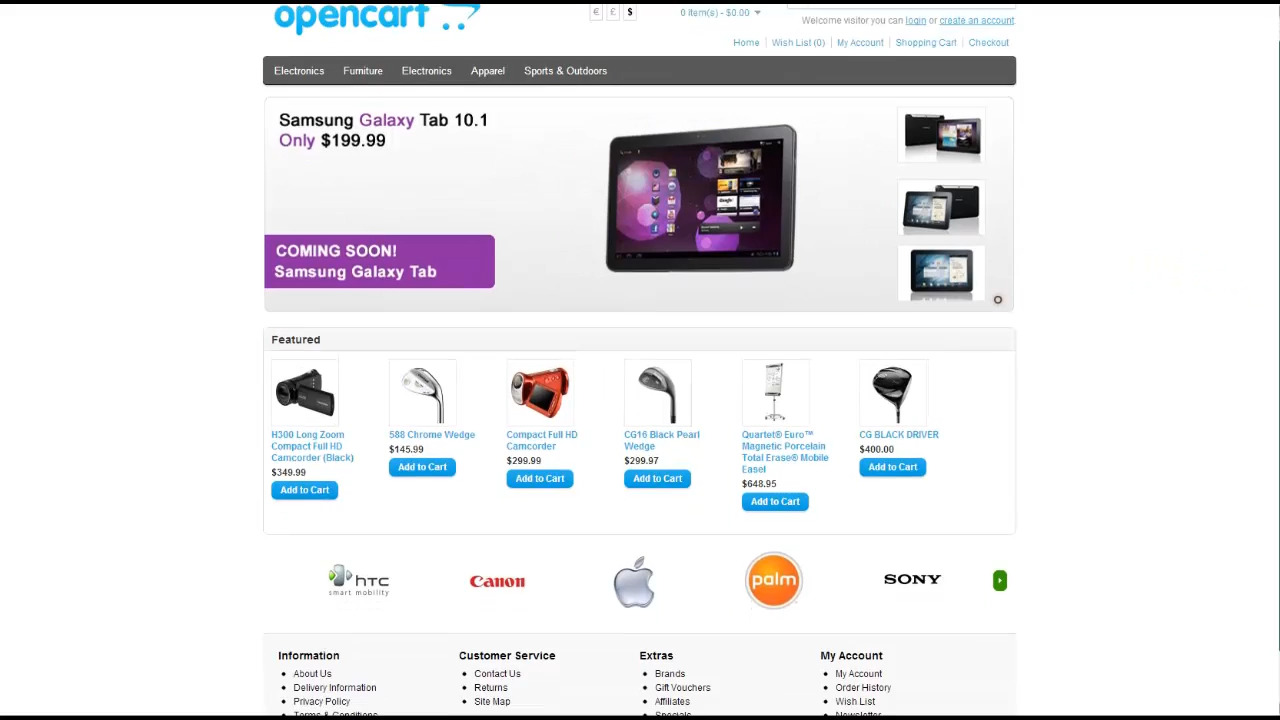 opencart
€ £ $
0 item(s) - $0.00
Welcome visitor you can login or create an account
Home Wish List (0) My Account Shopping Cart Checkout
Electronics Furniture Electronics Apparel Sports & Outdoors
Samsung Galaxy Tab 10.1
Only $199.99
COMING SOON!
Samsung Galaxy Tab
Featured
H300 Long Zoom
Compact Full HD
Camcorder (Black)
$349.99
Add to Cart
588 Chrome Wedge
$145.99
Add to Cart
Compact Full HD
Camcorder
$299.99
Add to Cart
CG16 Black Pearl
Wedge
$299.97
Add to Cart
Quartet® Euro™
Magnetic Porcelain
Total Erase® Mobile
Easel
$648.95
Add to Cart
CG BLACK DRIVER
$400.00
Add to Cart
hTC
smart mobility
Canon
palm
SONY
Information
About Us
Delivery Information
Privacy Policy
Terms & Conditions
Customer Service
Contact Us
Returns
Site Map
Extras
Brands
Gift Vouchers
Affiliates
Specials
My Account
My Account
Order History
Wish List
Newsletter